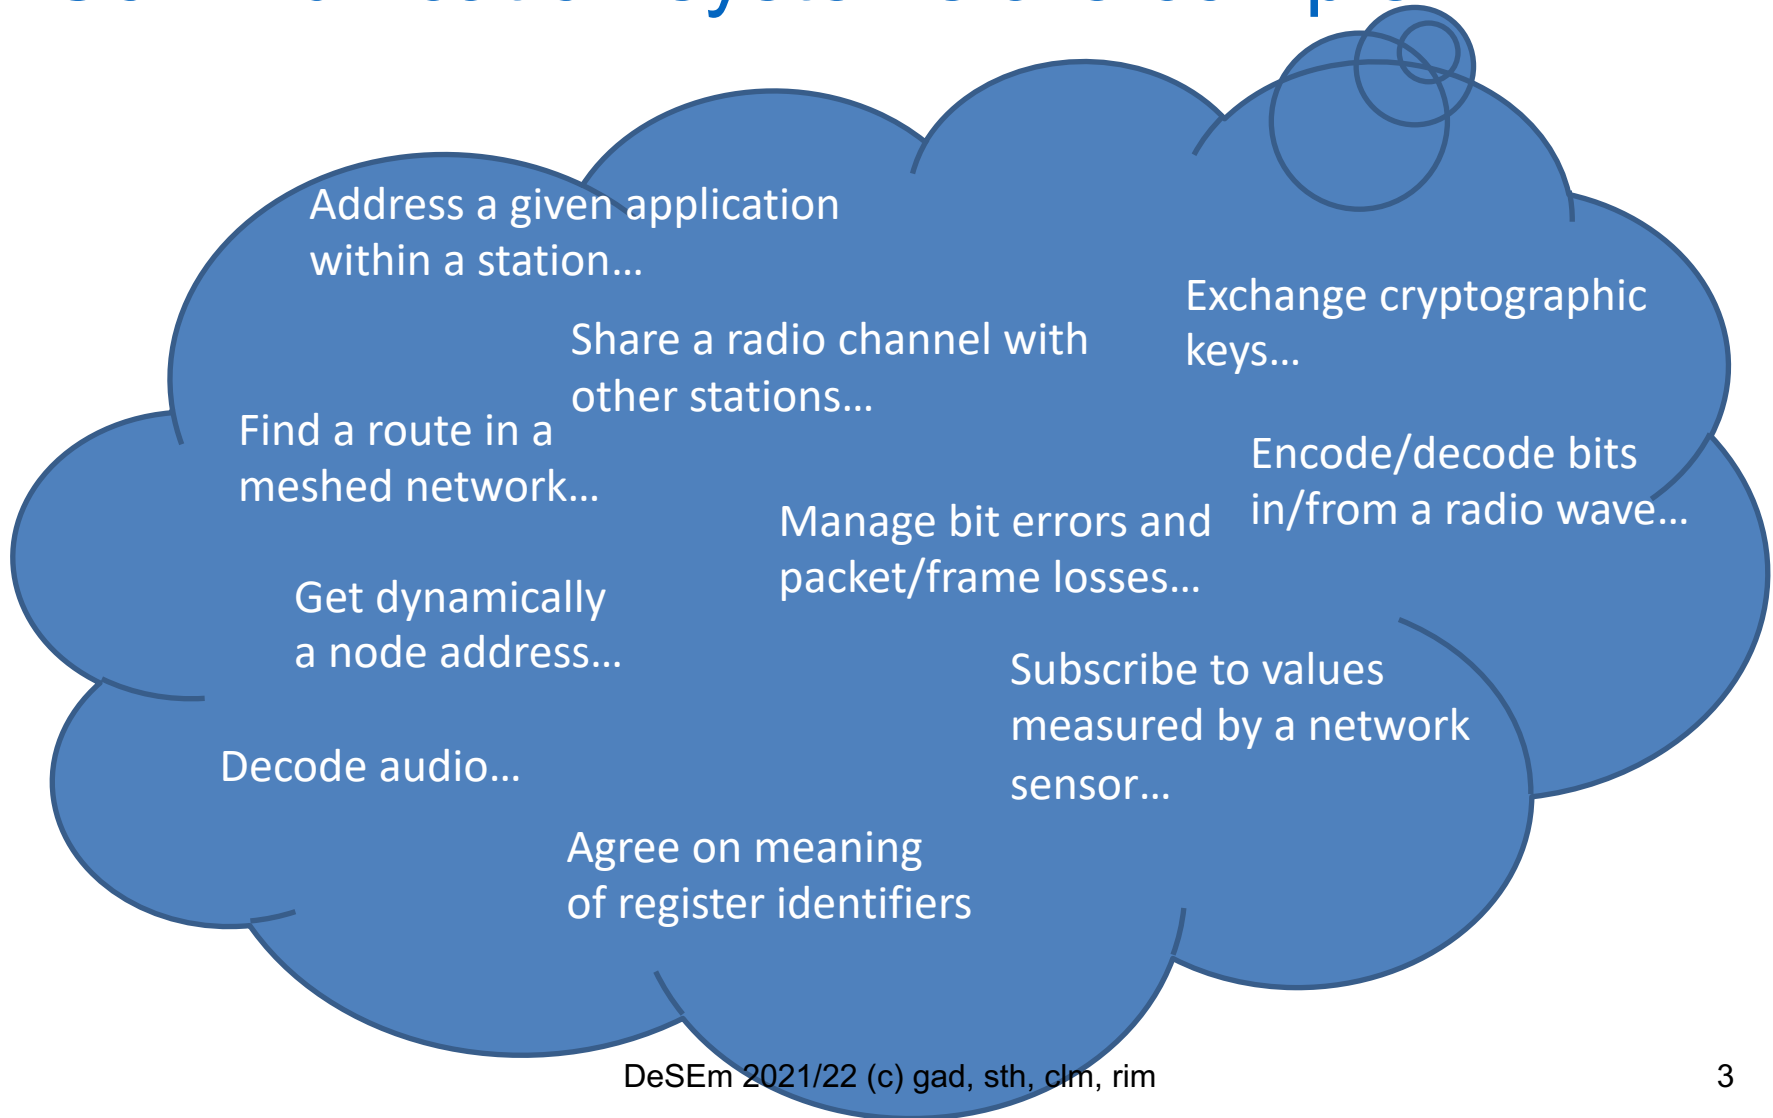 Address a given application
within a station…
Exchange cryptographic
keys…
Share a radio channel with
other stations…
Find a route in a
meshed network…
Encode/decode bits
in/from a radio wave…
Manage bit errors and
packet/frame losses…
Get dynamically
a node address…
Subscribe to values
measured by a network
sensor…
Decode audio…
Agree on meaning
of register identifiers
DeSEm 2021/22 (c) gad, sth, clm, rim
3